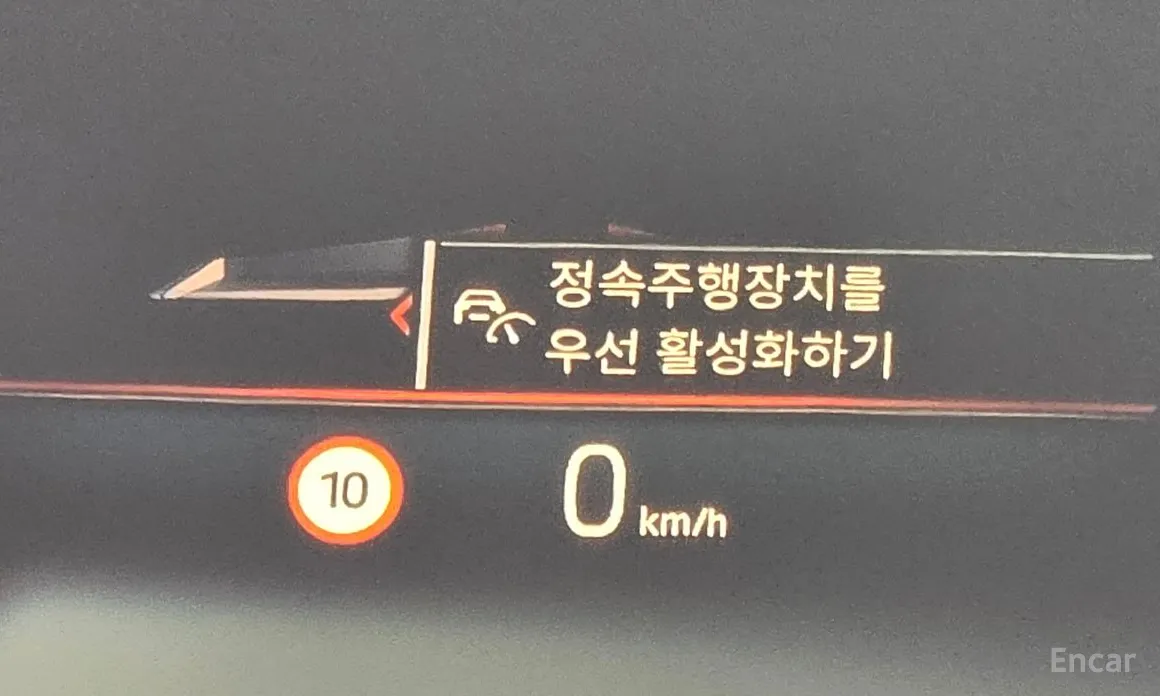 정속주행장치를
우선 활성화하기
10
0 km/h
Encar